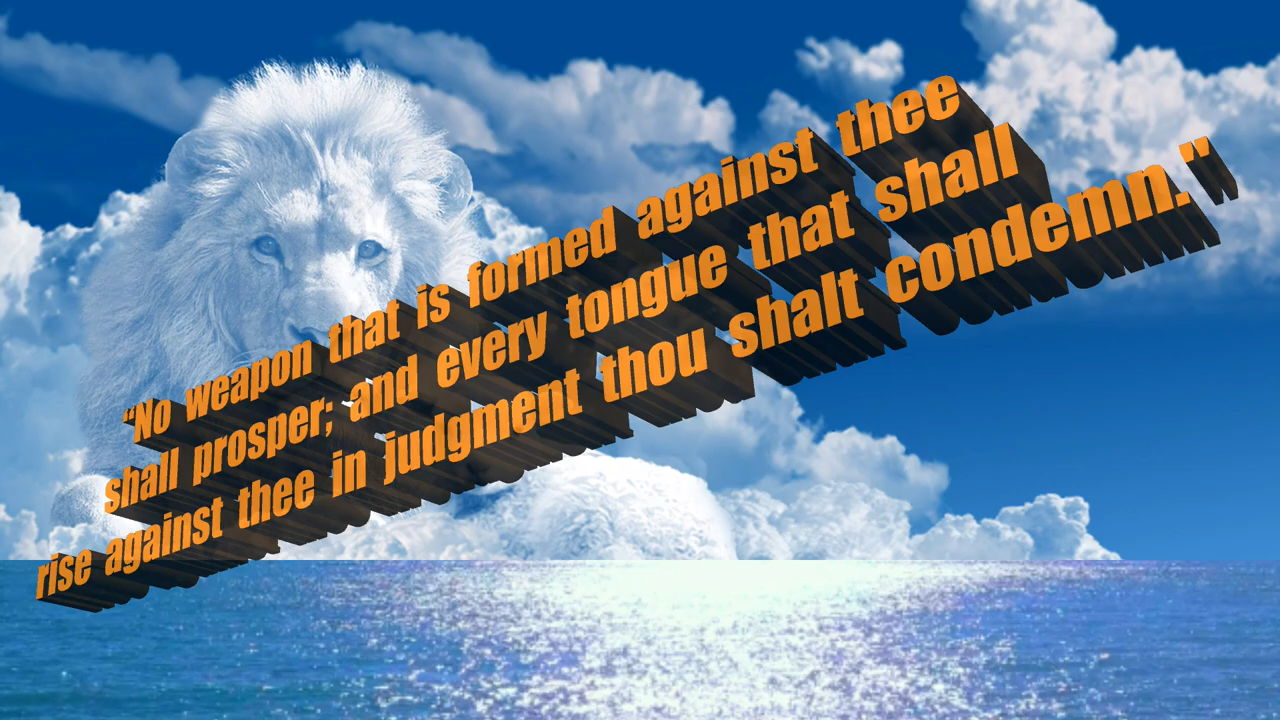 “No weapon that is formed against thee
shall prosper; and every tongue that shall
rise against thee in judgment thou shalt condemn."